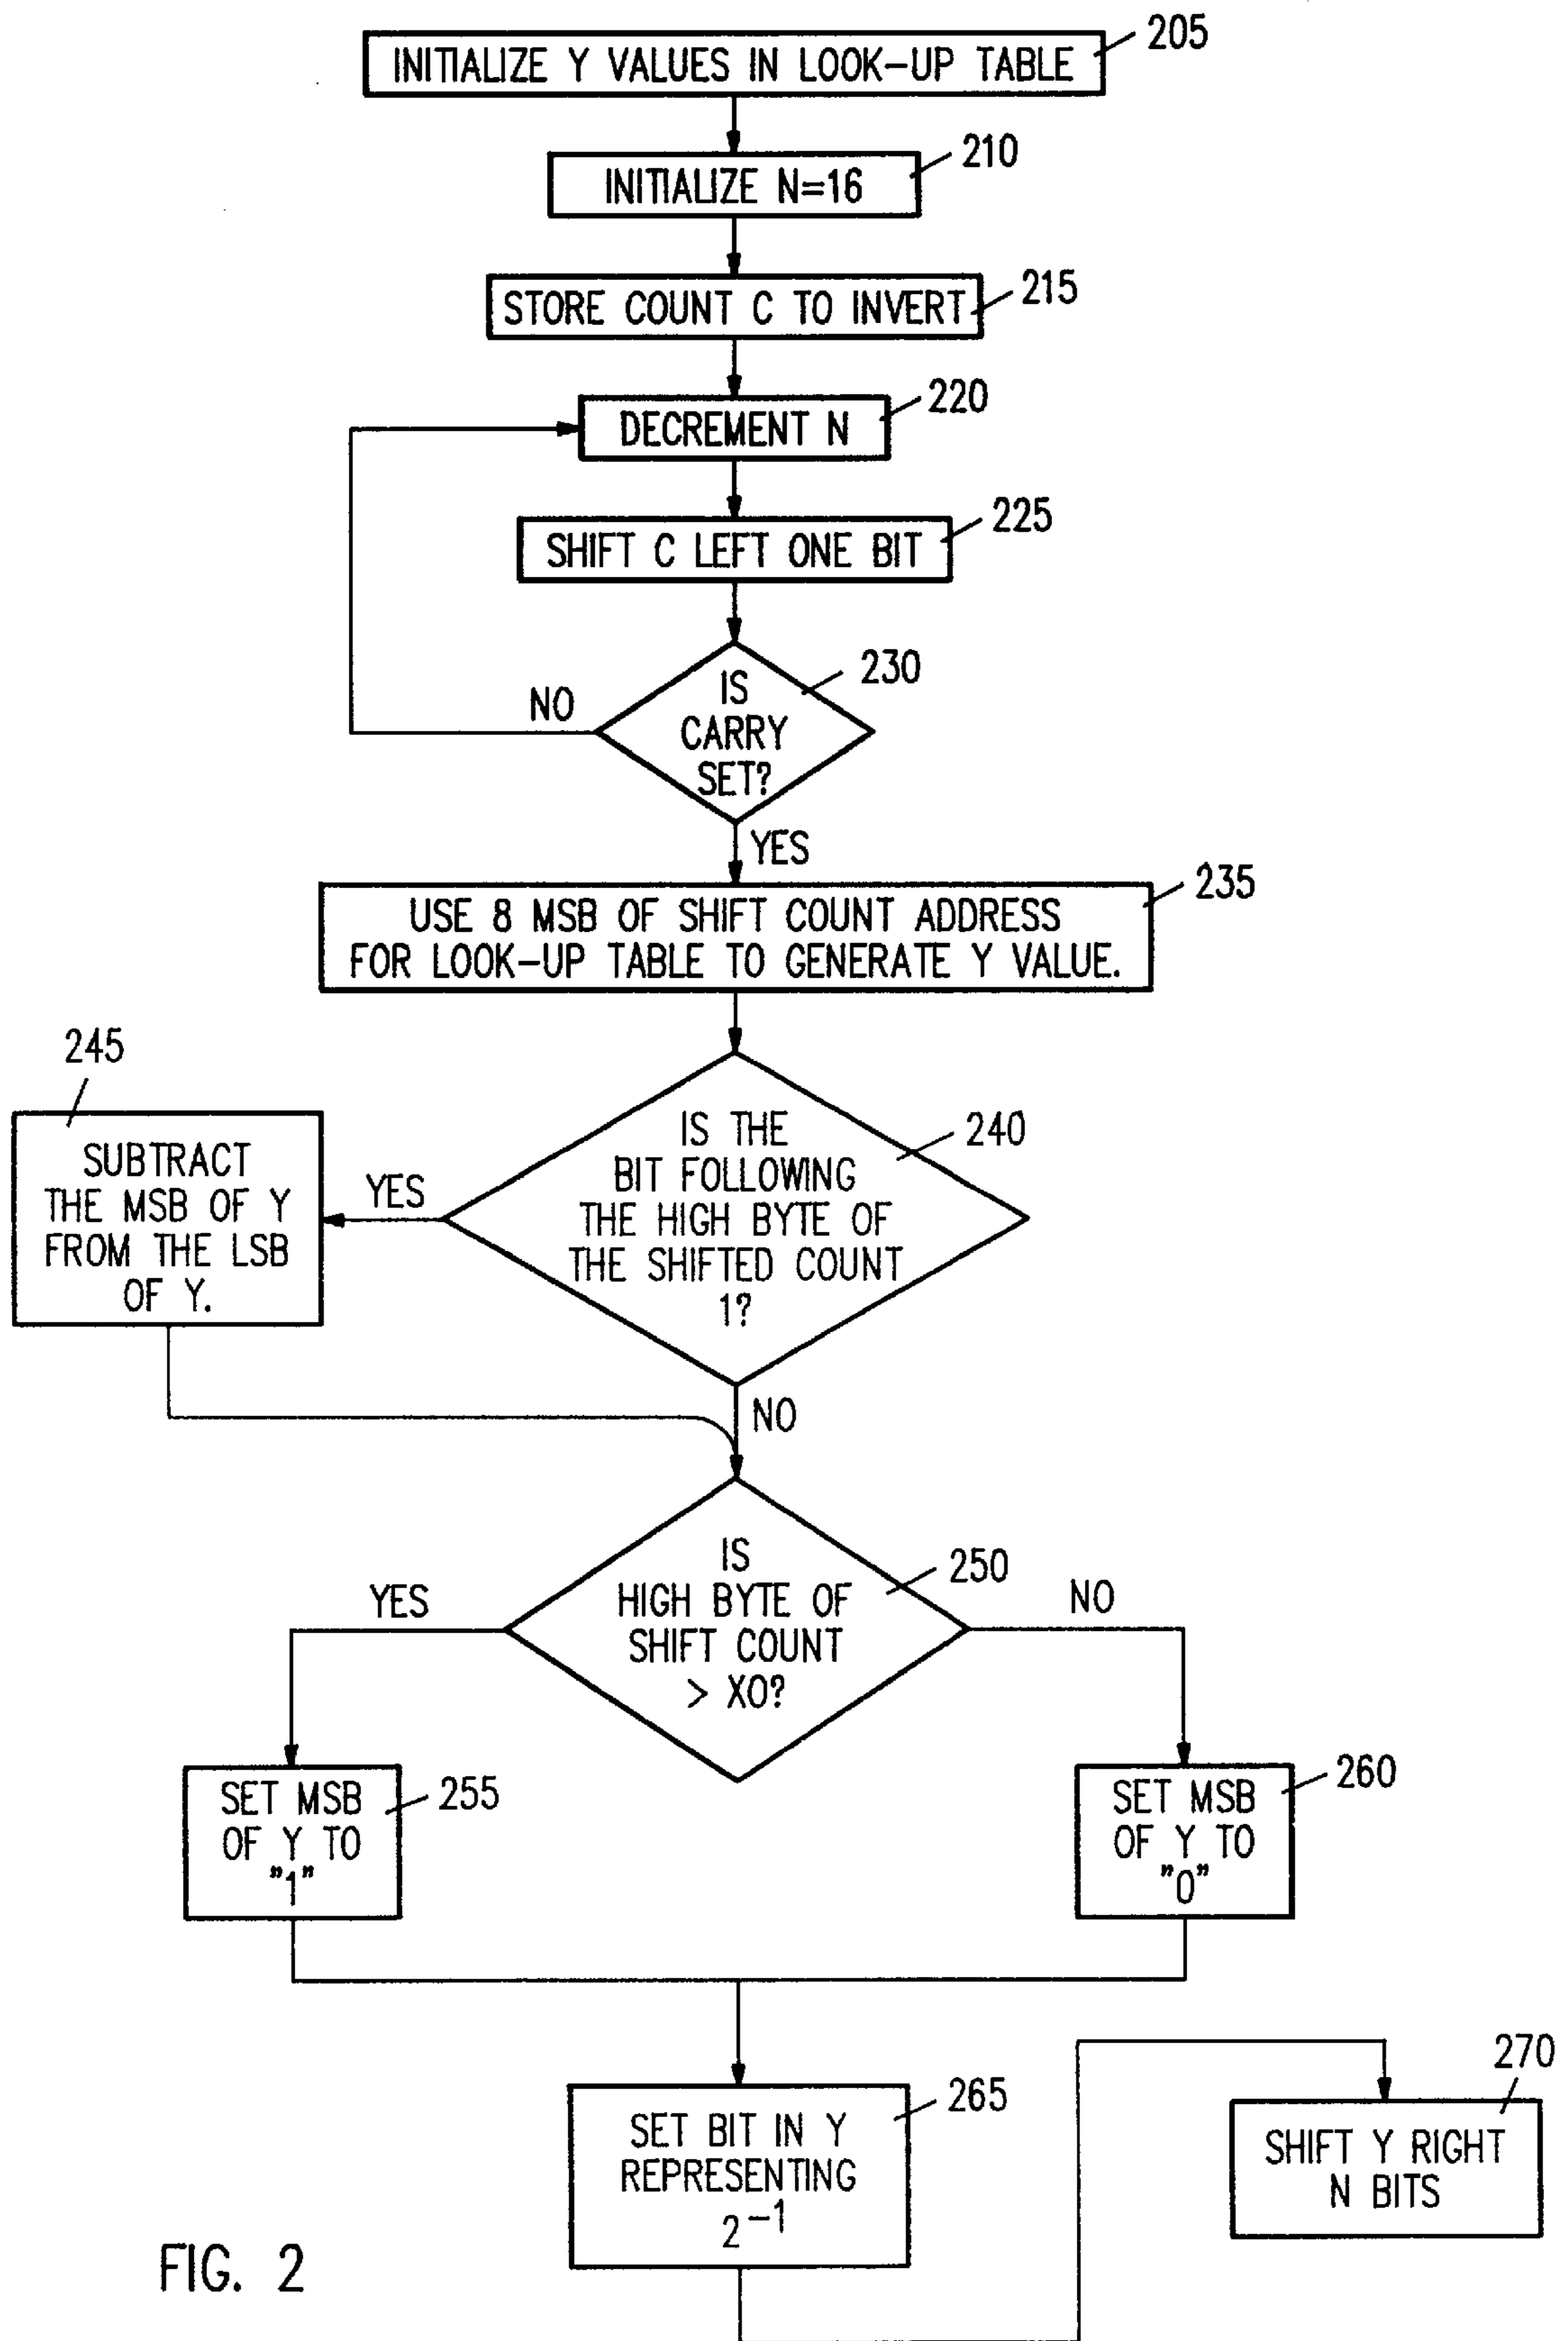 205
INITIALIZE Y VALUES IN LOOK-UP TABLE
210
INITIALIZE N=16
215
STORE COUNT C TO INVERT
220
DECREMENT N
225
SHIFT C LEFT ONE BIT
230
IS
CARRY
SET?
NO
YES
235
USE 8 MSB OF SHIFT COUNT ADDRESS
FOR LOOK-UP TABLE TO GENERATE Y VALUE.
240
IS THE
BIT FOLLOWING
THE HIGH BYTE OF
THE SHIFTED COUNT
1?
YES
245
SUBTRACT
THE MSB OF Y
FROM THE LSB
OF Y.
NO
250
IS
HIGH BYTE OF
SHIFT COUNT
> XO?
YES
NO
255
SET MSB
OF Y TO
"1"
260
SET MSB
OF Y TO
"0"
265
SET BIT IN Y
REPRESENTING
2⁻¹
270
SHIFT Y RIGHT
N BITS
FIG. 2